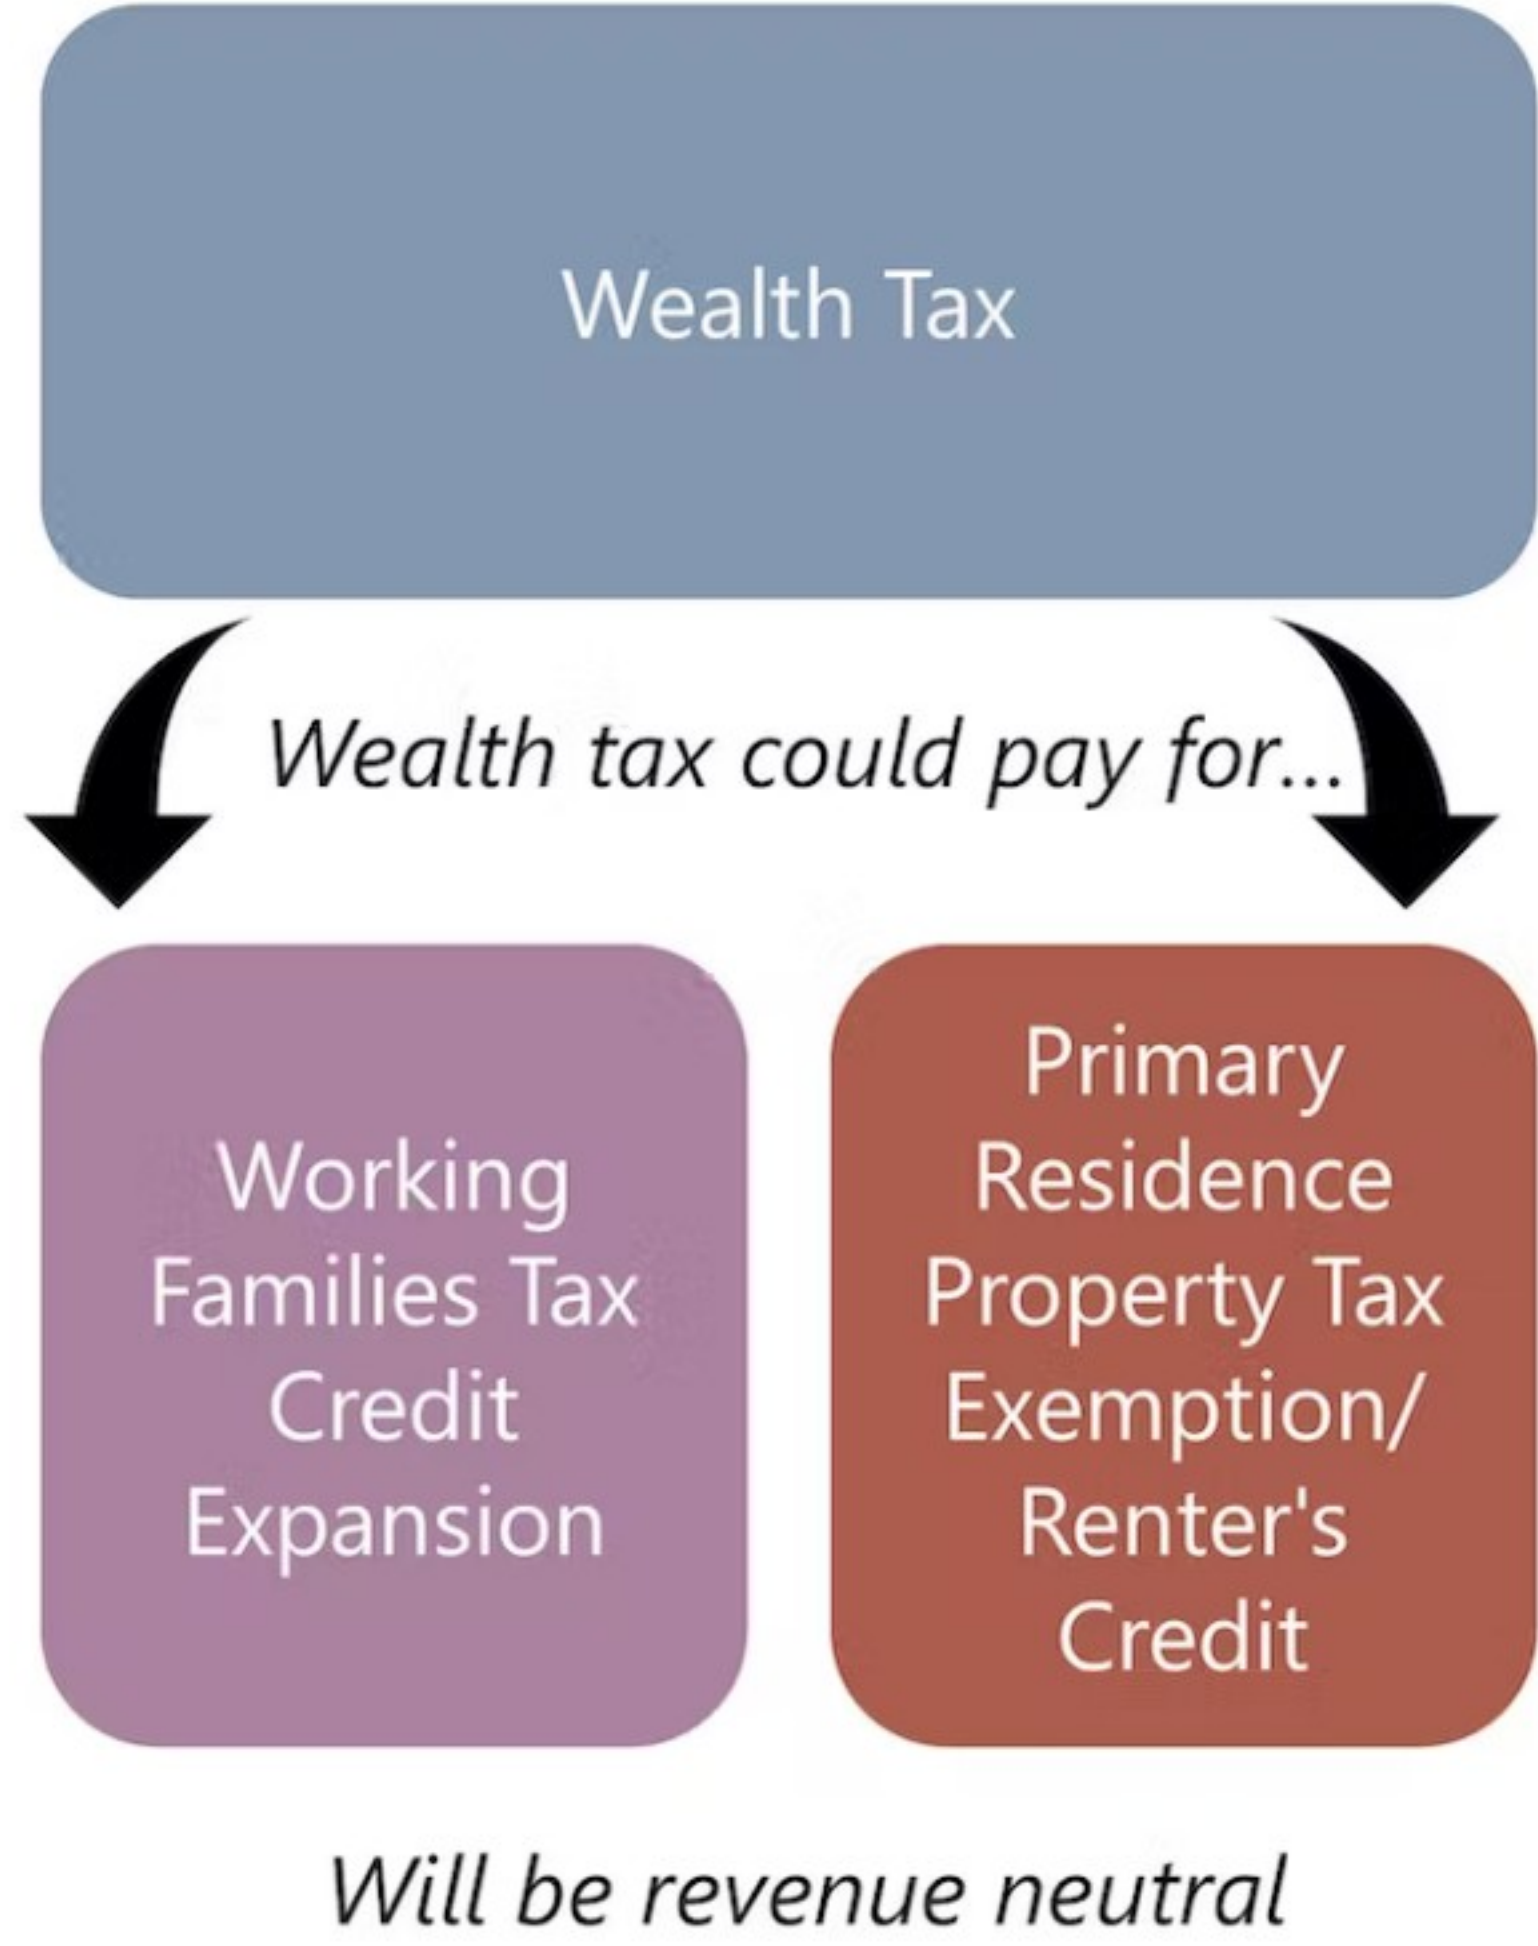 Wealth Tax
Wealth tax could pay for...
Working
Families Tax
Credit
Expansion
Primary
Residence
Property Tax
Exemption/
Renter's
Credit
Will be revenue neutral